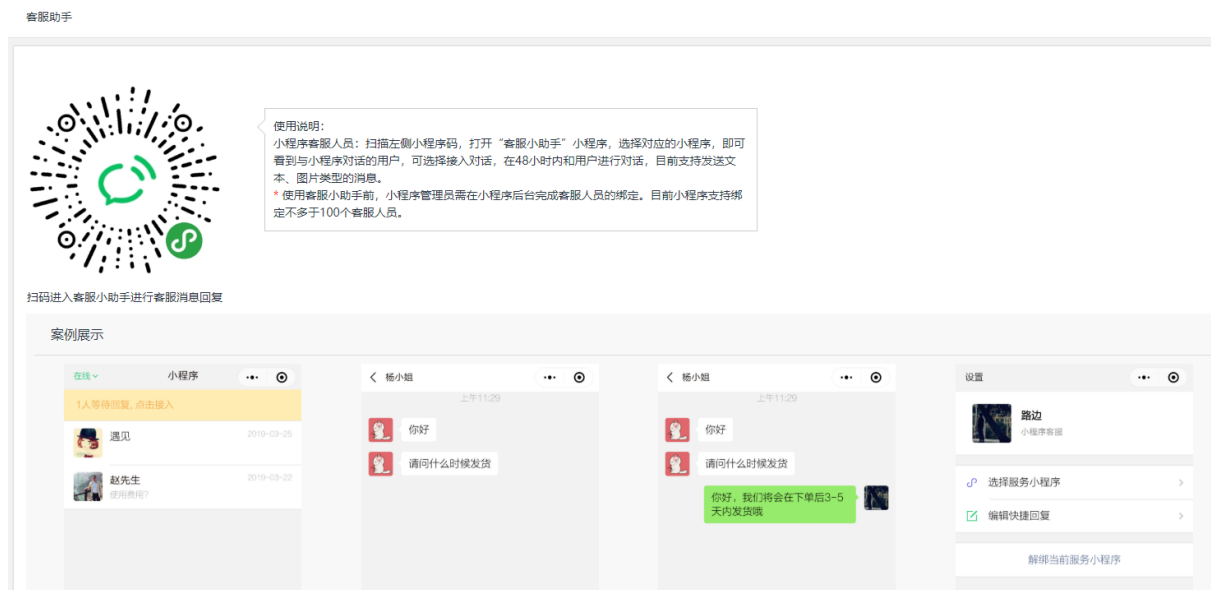 客服助手
使用说明：
小程序客服人员：扫描左侧小程序码，打开“客服小助手”小程序，选择对应的小程序，即可
看到与小程序对话的用户，可选择接入对话，在48小时内和用户进行对话，目前支持发送文
本、图片类型的消息。
* 使用客服小助手前，小程序管理员需在小程序后台完成客服人员的绑定。目前小程序支持绑
定不多于100个客服人员。
扫码进入客服小助手进行客服消息回复
案例展示
在线
小程序
1人等待回复, 点击接入
遇见
2019-03-25
赵先生
2019-03-22
使用费用?
杨小姐
上午11:29
你好
请问什么时候发货
杨小姐
上午11:29
你好
请问什么时候发货
你好，我们将会在下单后3-5
天内发货哦
设置
路边
小程序客服
选择服务小程序
编辑快捷回复
解绑当前服务小程序